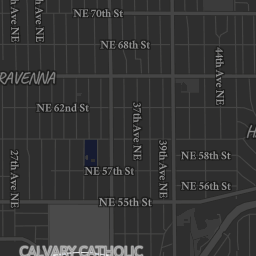 NE 70th St
NE 68th St
44th Ave NE
RAVENNA
NE 62nd St
37th Ave NE
39th Ave NE
27th Ave NE
NE 58th St
NE 57th St
NE 56th St
NE 55th St
CALVARY CATHOLIC